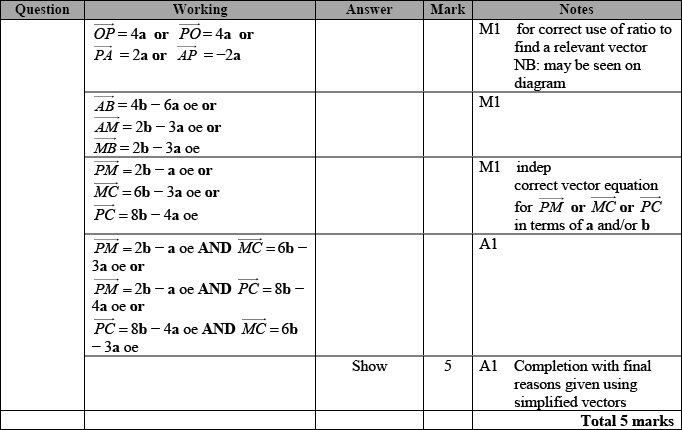 Question Working Answer Mark Notes
OP = 4a or PO = 4a or
PA = 2a or AP = −2a
M1 for correct use of ratio to
find a relevant vector
NB: may be seen on
diagram
AB = 4b − 6a oe or
AM = 2b − 3a oe or
MB = 2b − 3a oe
M1
PM = 2b − a oe or
MC = 6b − 3a oe or
PC = 8b − 4a oe
M1 indep
correct vector equation
for PM or MC or PC
in terms of a and/or b
PM = 2b − a oe AND MC = 6b −
3a oe or
PM = 2b − a oe AND PC = 8b −
4a oe or
PC = 8b − 4a oe AND MC = 6b
− 3a oe
A1
Show 5 A1 Completion with final
reasons given using
simplified vectors
Total 5 marks